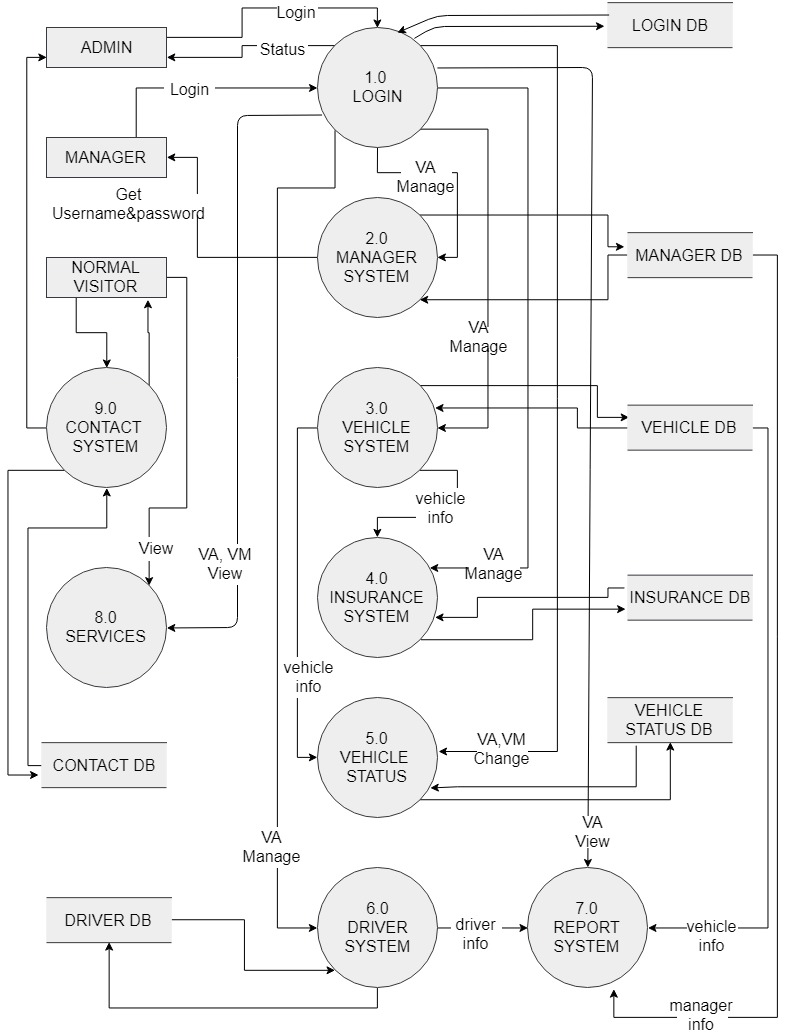 Login
LOGIN DB
ADMIN
Status
1.0
LOGIN
Login
MANAGER
VA
Manage
Get
Username&password
2.0
MANAGER
SYSTEM
MANAGER DB
NORMAL
VISITOR
VA
Manage
9.0
CONTACT
SYSTEM
3.0
VEHICLE
SYSTEM
VEHICLE DB
vehicle
info
View
VA, VM
View
VA
Manage
4.0
INSURANCE
SYSTEM
INSURANCE DB
8.0
SERVICES
vehicle
info
VEHICLE
STATUS DB
5.0
VEHICLE
STATUS
VA,VM
Change
CONTACT DB
VA
Manage
VA
View
DRIVER DB
6.0
DRIVER
SYSTEM
driver
info
7.0
REPORT
SYSTEM
vehicle
info
manager
info